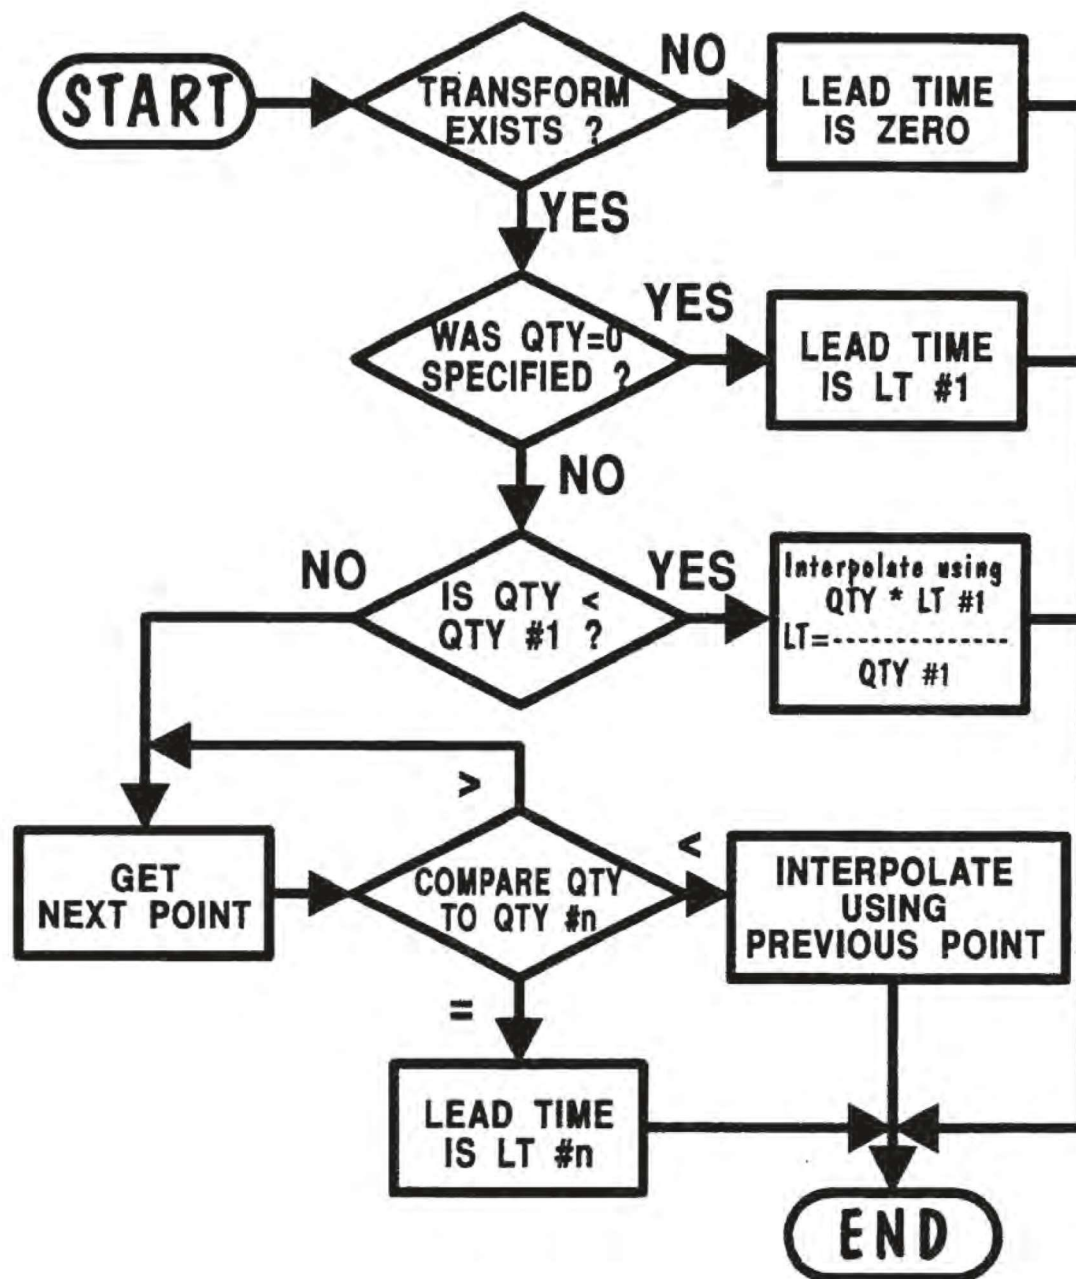 START
TRANSFORM
EXISTS ?
NO
LEAD TIME
IS ZERO
YES
WAS QTY=0
SPECIFIED ?
YES
LEAD TIME
IS LT #1
NO
IS QTY <
QTY #1 ?
NO
YES
Interpolate using
QTY * LT #1
LT=--------------
QTY #1
GET
NEXT POINT
>
COMPARE QTY
TO QTY #n
<
INTERPOLATE
USING
PREVIOUS POINT
=
LEAD TIME
IS LT #n
END